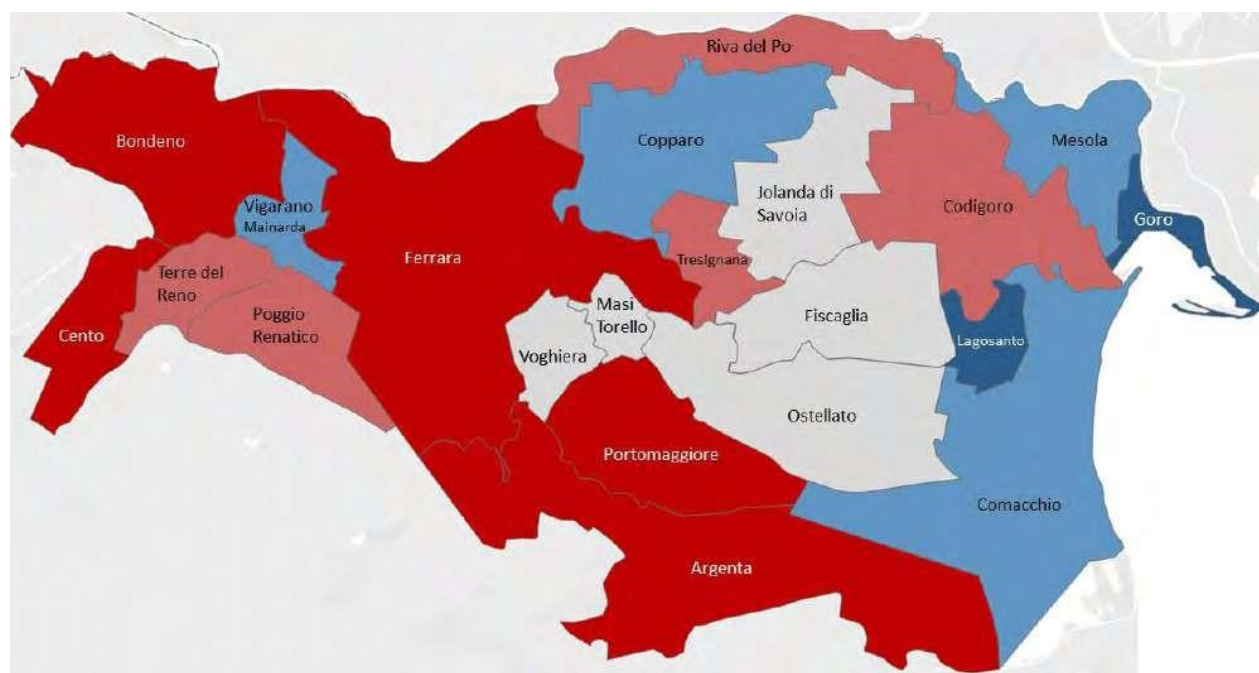 Riva del Po
Bondeno
Copparo
Mesola
Jolanda di
Savoia
Vigarano
Mainarda
Codigoro
Goro
Ferrara
Tresignana
Terre del
Reno
Masi
Torello
Fiscaglia
Poggio
Renatico
Cento
Voghiera
Lagosanto
Ostellato
Portomaggiore
Comacchio
Argenta